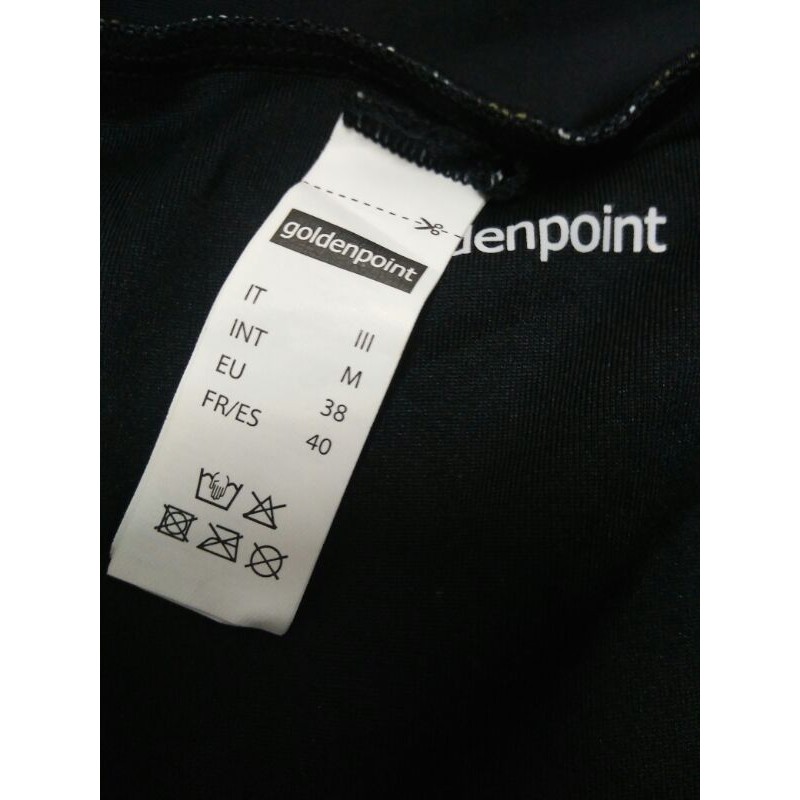 goldenpoint
denpoint
IT III
INT M
EU 38
FR/ES 40